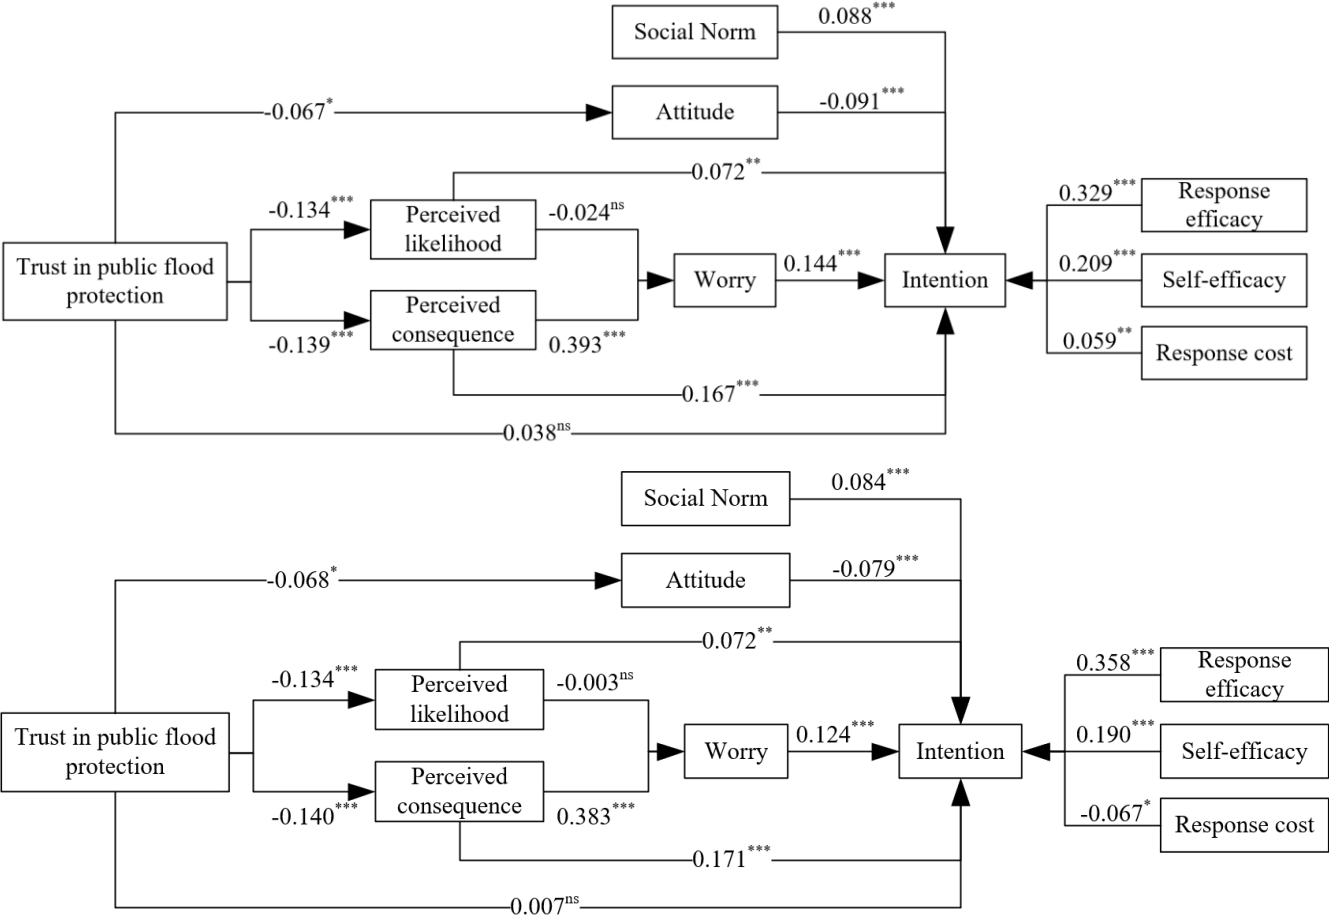 0.088***
Social Norm
-0.067*
Attitude
-0.091***
0.072**
-0.134***
Perceived
likelihood
-0.024ns
0.329***
Response
efficacy
Trust in public flood
protection
Worry
0.144***
Intention
0.209***
Self-efficacy
-0.139***
Perceived
consequence
0.393***
0.059**
Response cost
0.167***
0.038ns
Social Norm
0.084***
-0.068*
Attitude
-0.079***
0.072**
-0.134***
Perceived
likelihood
-0.003ns
0.358***
Response
efficacy
Trust in public flood
protection
Worry
0.124***
Intention
0.190***
Self-efficacy
-0.140***
Perceived
consequence
0.383***
-0.067*
Response cost
0.171***
0.007ns